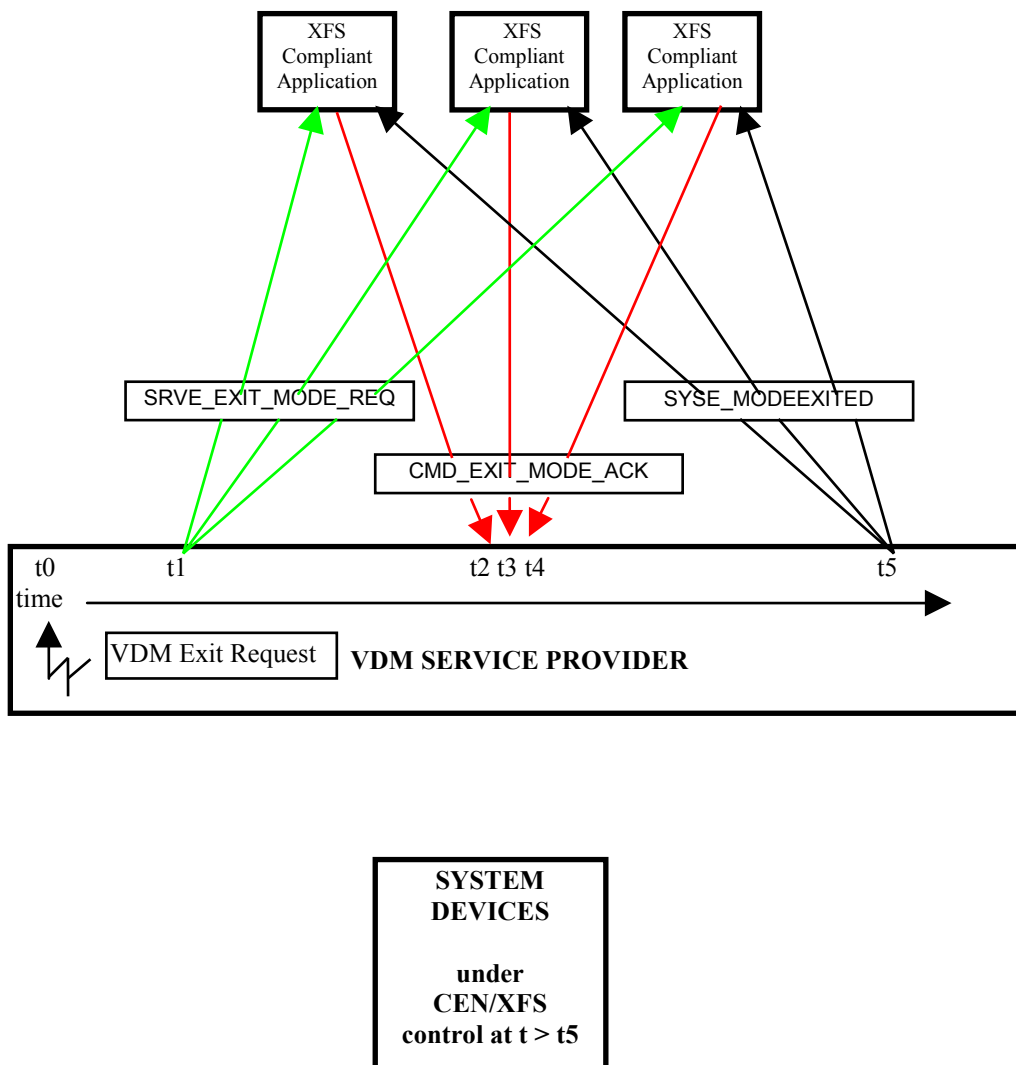 XFS
Compliant
Application
XFS
Compliant
Application
XFS
Compliant
Application
SRVE_EXIT_MODE_REQ
SYSE_MODEEXITED
CMD_EXIT_MODE_ACK
t0
t1
t2 t3 t4
t5
time
VDM Exit Request
VDM SERVICE PROVIDER
SYSTEM
DEVICES
under
CEN/XFS
control at t > t5